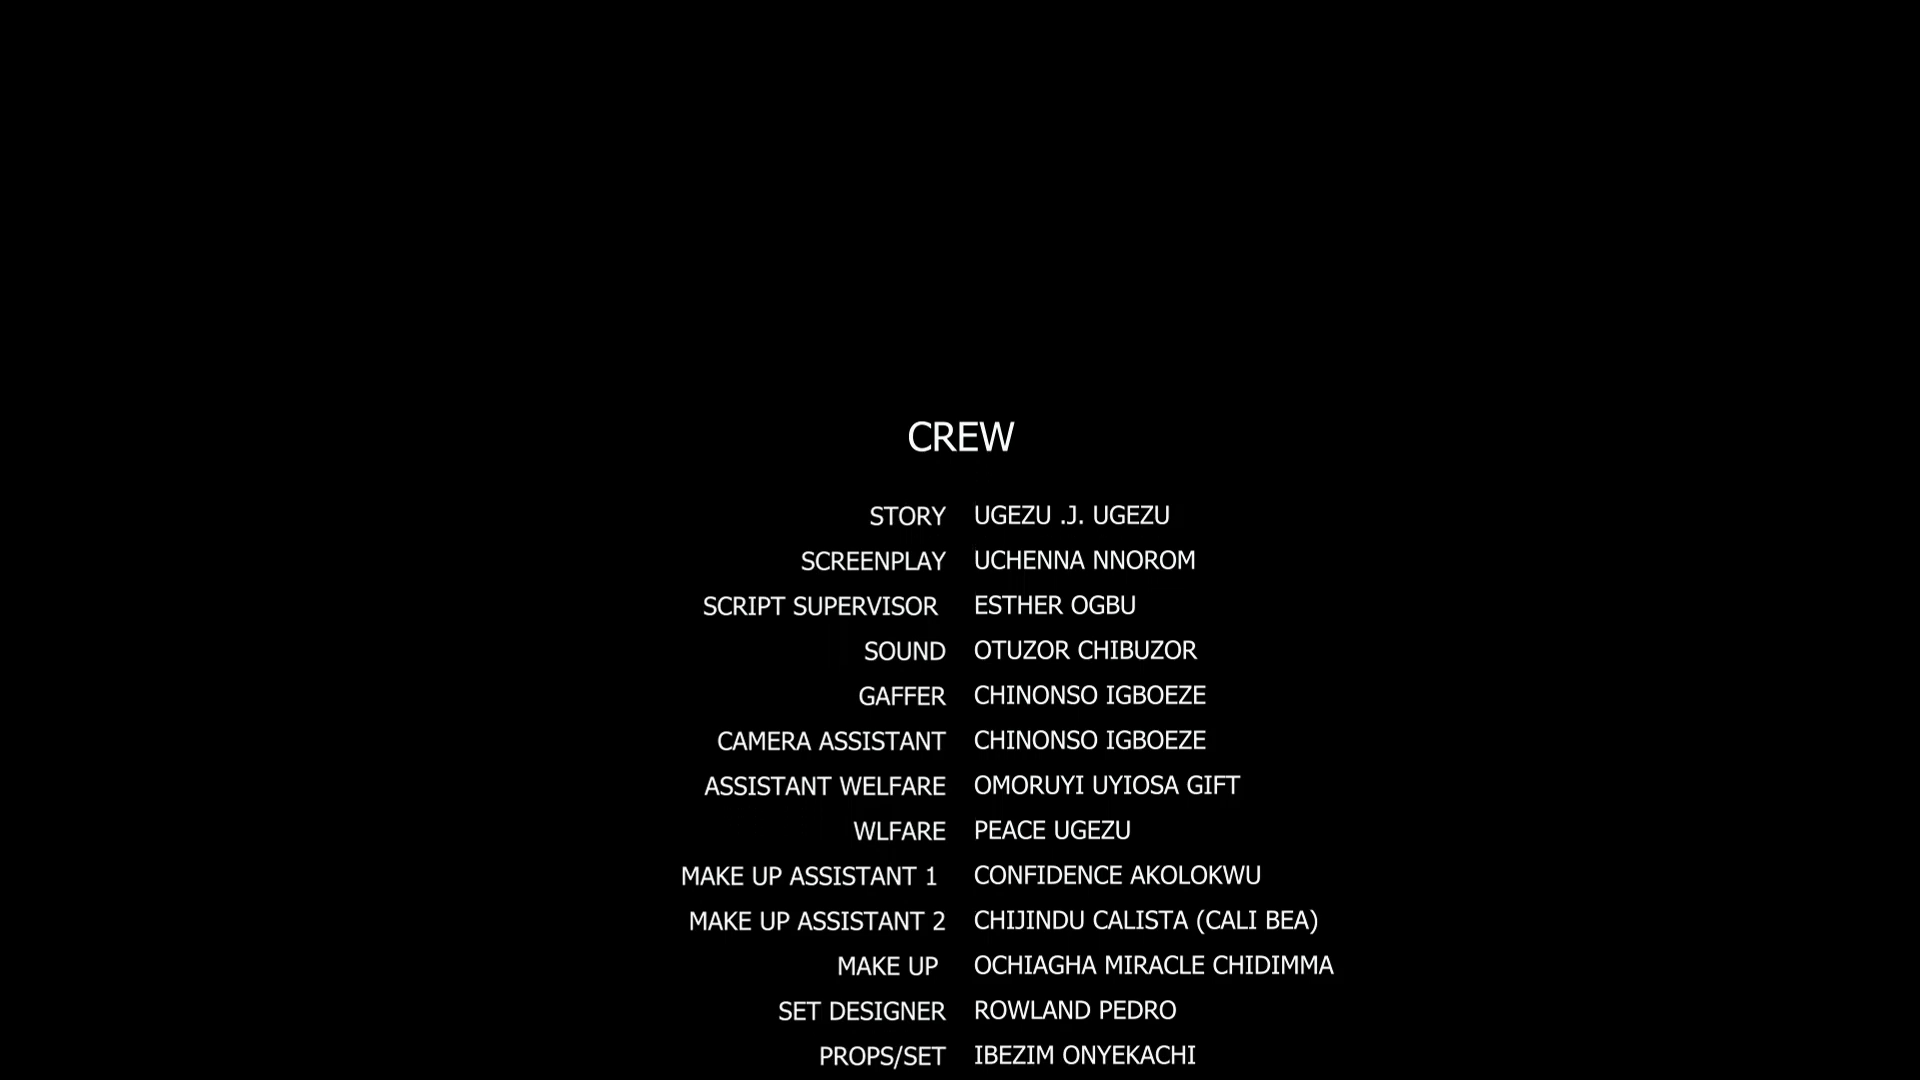 CREW
STORY UGEZU .J. UGEZU
SCREENPLAY UCHENNA NNOROM
SCRIPT SUPERVISOR ESTHER OGBU
SOUND OTUZOR CHIBUZOR
GAFFER CHINONSO IGBOEZE
CAMERA ASSISTANT CHINONSO IGBOEZE
ASSISTANT WELFARE OMORUYI UYIOSA GIFT
WLFARE PEACE UGEZU
MAKE UP ASSISTANT 1 CONFIDENCE AKOLOKWU
MAKE UP ASSISTANT 2 CHIJINDU CALISTA (CALI BEA)
MAKE UP OCHIAGHA MIRACLE CHIDIMMA
SET DESIGNER ROWLAND PEDRO
PROPS/SET IBEZIM ONYEKACHI